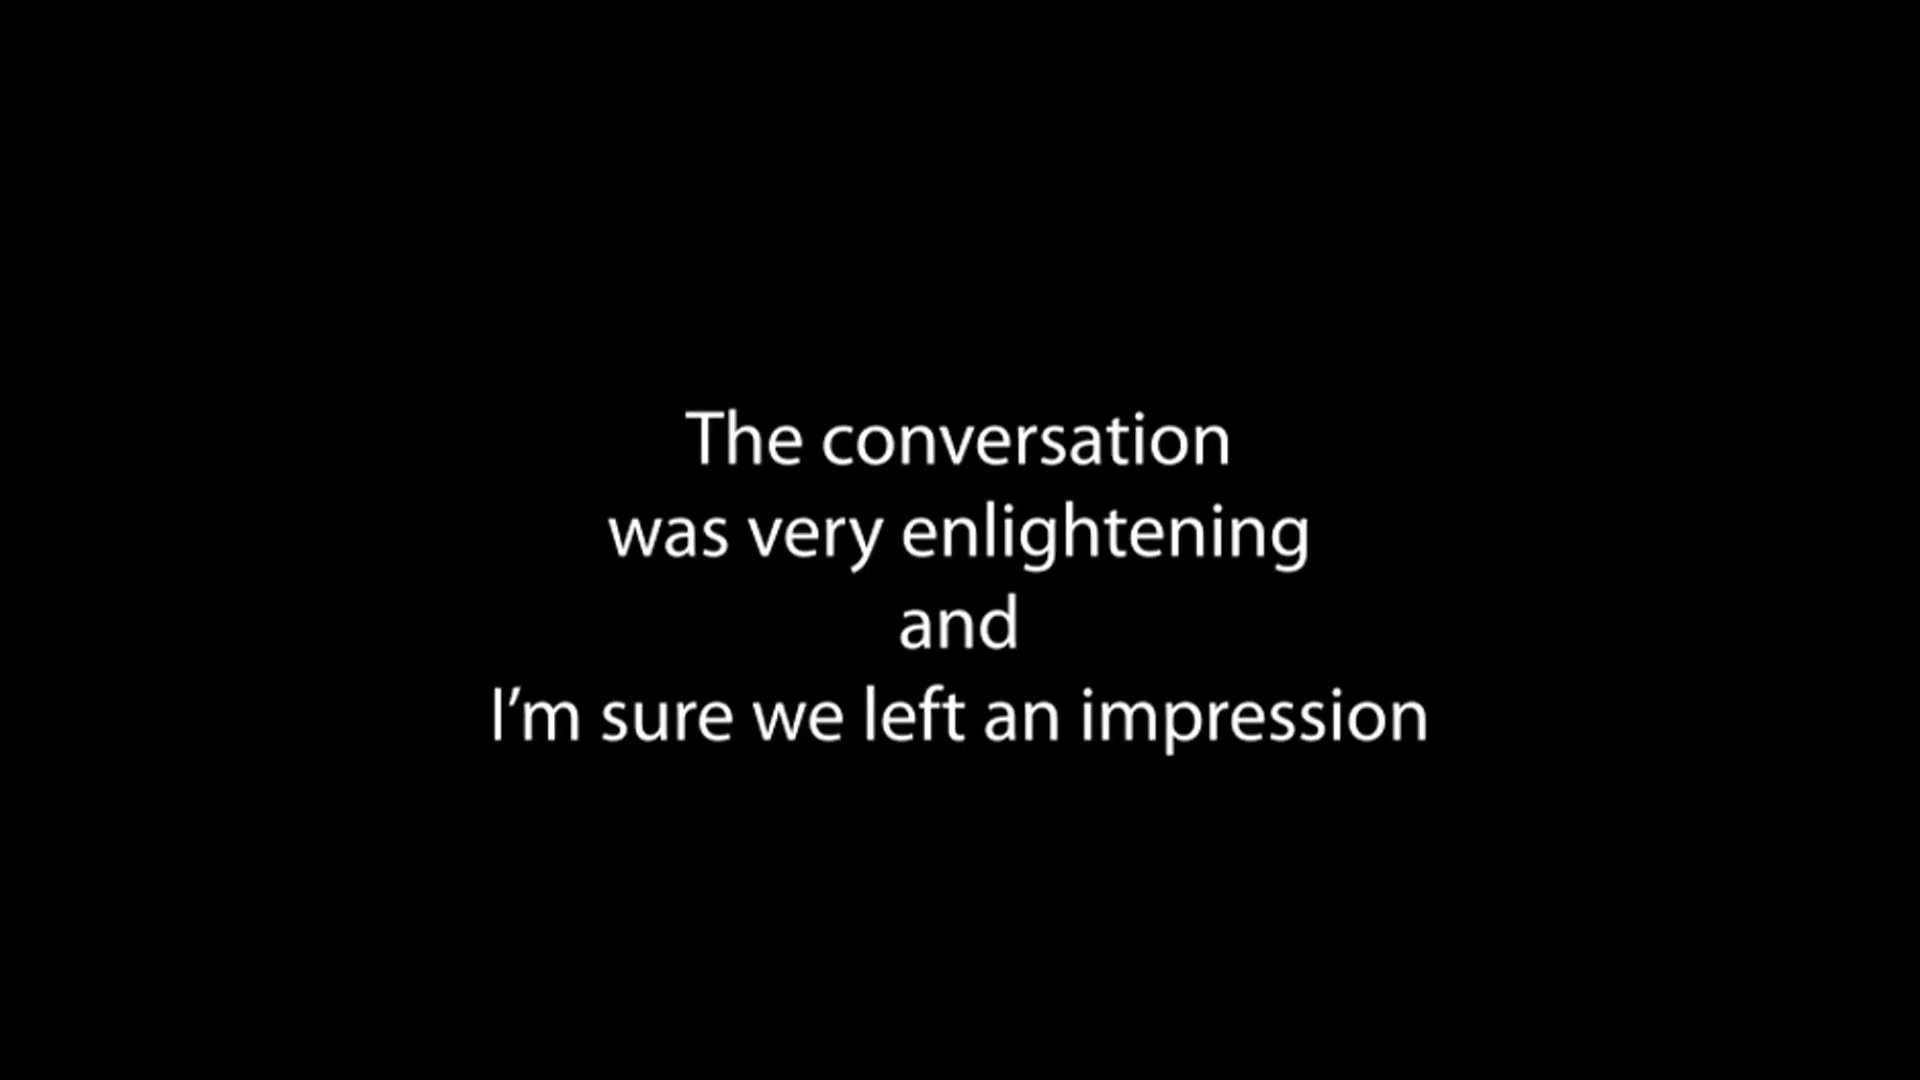 The conversation
was very enlightening
and
I’m sure we left an impression